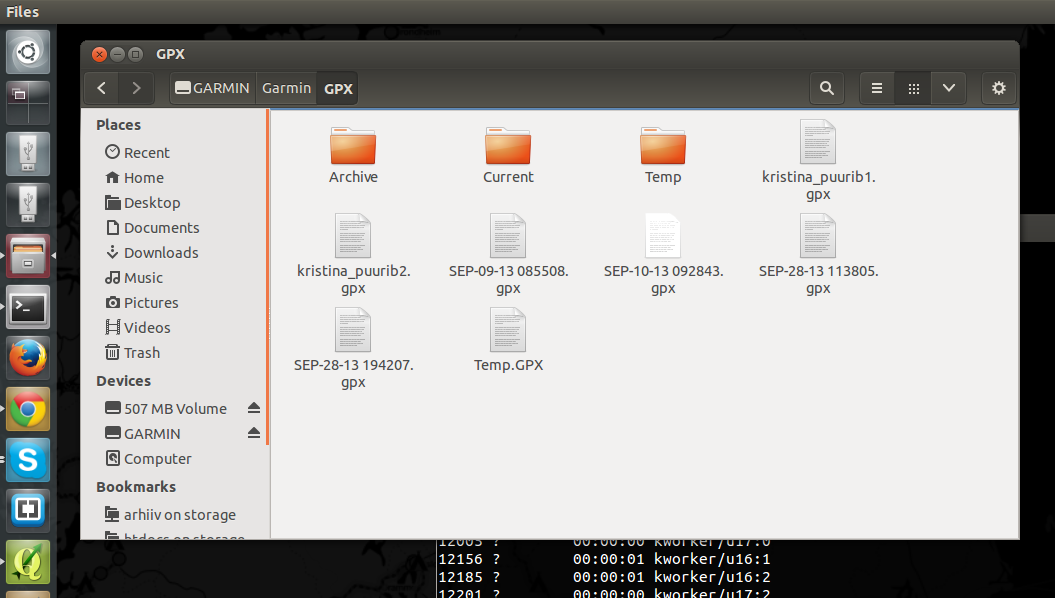 Files
GPX
GARMIN Garmin GPX
Places
Recent
Home
Desktop
Documents
Downloads
Music
Pictures
Videos
Trash
Devices
507 MB Volume
GARMIN
Computer
Bookmarks
arhiiv on storage
htdocs on storage
Archive
Current
Temp
kristina_puurib1.
gpx
kristina_puurib2.
gpx
SEP-09-13 085508.
gpx
SEP-10-13 092843.
gpx
SEP-28-13 113805.
gpx
SEP-28-13 194207.
gpx
Temp.GPX
12005 ? 00:00:00 kworker/u17:0
12156 ? 00:00:01 kworker/u16:1
12185 ? 00:00:01 kworker/u16:2
12201 ? 00:00:00 kworker/u17:2